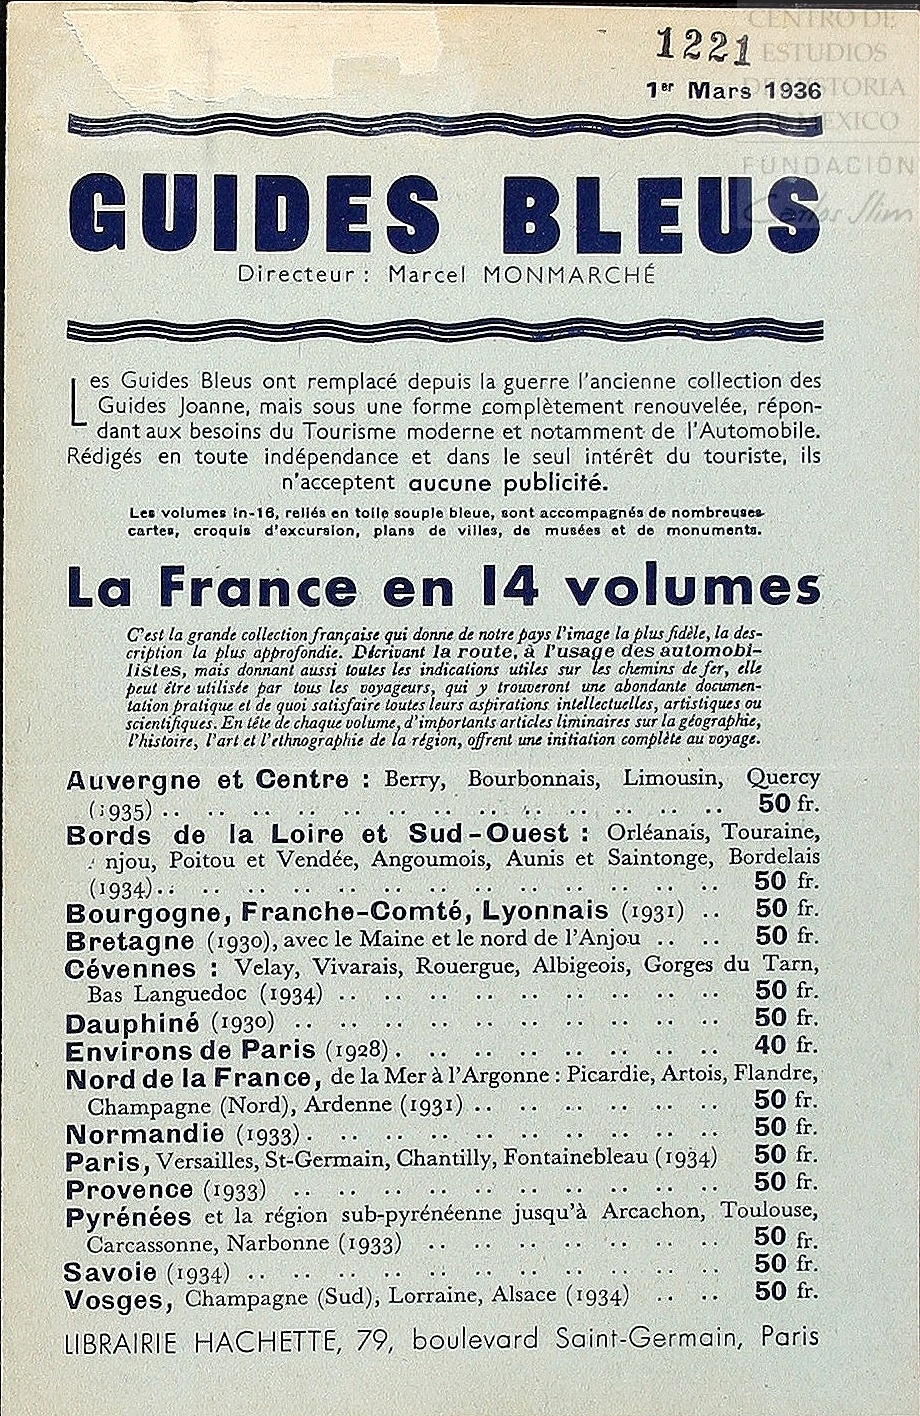 CENTRO DE
ESTUDIOS
DE HISTORIA
DE MEXICO
FUNDACIÓN
Carlos Slim
1221
1er Mars 1936
GUIDES BLEUS
Directeur : Marcel MONMARCHÉ
Les Guides Bleus ont remplacé depuis la guerre l'ancienne collection des
Guides Joanne, mais sous une forme complètement renouvelée, répon-
dant aux besoins du Tourisme moderne et notamment de l'Automobile.
Rédigés en toute indépendance et dans le seul intérêt du touriste, ils
n'acceptent aucune publicité.
Les volumes in-16, reliés en toile souple bleue, sont accompagnés de nombreuses
cartes, croquis d'excursion, plans de villes, de musées et de monuments.
La France en 14 volumes
C'est la grande collection française qui donne de notre pays l'image la plus fidèle, la des-
cription la plus approfondie. Décrivant la route, à l'usage des automobi-
listes, mais donnant aussi toutes les indications utiles sur les chemins de fer, elle
peut être utilisée par tous les voyageurs, qui y trouveront une abondante documen-
tation pratique et de quoi satisfaire toutes leurs aspirations intellectuelles, artistiques ou
scientifiques. En tête de chaque volume, d'importants articles liminaires sur la géographie,
l'histoire, l'art et l'ethnographie de la région, offrent une initiation complète au voyage.
Auvergne et Centre : Berry, Bourbonnais, Limousin, Quercy
(1935) .. .. .. .. .. .. .. .. .. .. .. .. .. 50 fr.
Bords de la Loire et Sud-Ouest : Orléanais, Touraine,
njou, Poitou et Vendée, Angoumois, Aunis et Saintonge, Bordelais
(1934).. .. .. .. .. .. .. .. .. .. .. .. .. 50 fr.
Bourgogne, Franche-Comté, Lyonnais (1931) .. 50 fr.
Bretagne (1930), avec le Maine et le nord de l'Anjou .. .. 50 fr.
Cévennes : Velay, Vivarais, Rouergue, Albigeois, Gorges du Tarn,
Bas Languedoc (1934) .. .. .. .. .. .. .. .. .. 50 fr.
Dauphiné (1930) .. .. .. .. .. .. .. .. .. .. 50 fr.
Environs de Paris (1928). .. .. .. .. .. .. .. 40 fr.
Nord de la France, de la Mer à l'Argonne : Picardie, Artois, Flandre,
Champagne (Nord), Ardenne (1931) .. .. .. .. .. .. 50 fr.
Normandie (1933). .. .. .. .. .. .. .. .. .. 50 fr.
Paris, Versailles, St-Germain, Chantilly, Fontainebleau (1934) 50 fr.
Provence (1933) .. .. .. .. .. .. .. .. .. .. 50 fr.
Pyrénées et la région sub-pyrénéenne jusqu'à Arcachon, Toulouse,
Carcassonne, Narbonne (1933) .. .. .. .. .. .. .. 50 fr.
Savoie (1934) .. .. .. .. .. .. .. .. .. .. .. 50 fr.
Vosges, Champagne (Sud), Lorraine, Alsace (1934) .. .. 50 fr.
LIBRAIRIE HACHETTE, 79, boulevard Saint-Germain, Paris